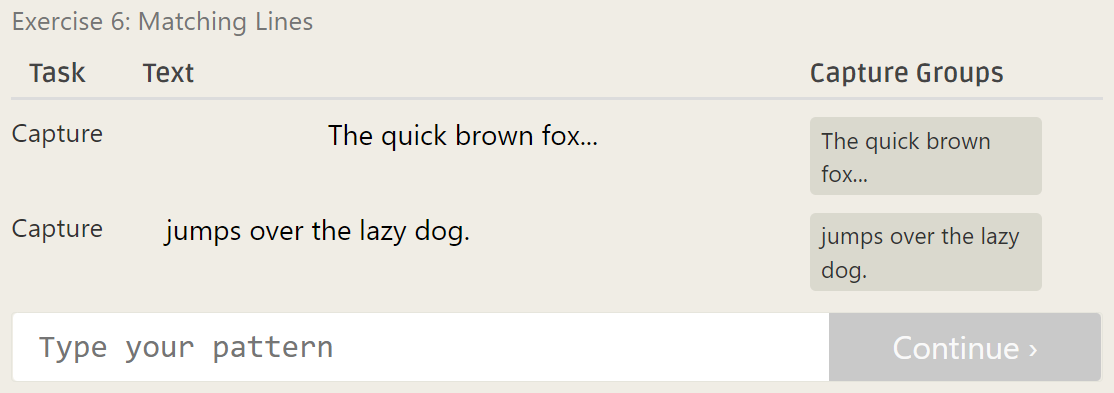 Exercise 6: Matching Lines
Task Text Capture Groups
Capture The quick brown fox... The quick brown
fox...
Capture jumps over the lazy dog. jumps over the lazy
dog.
Type your pattern Continue ›